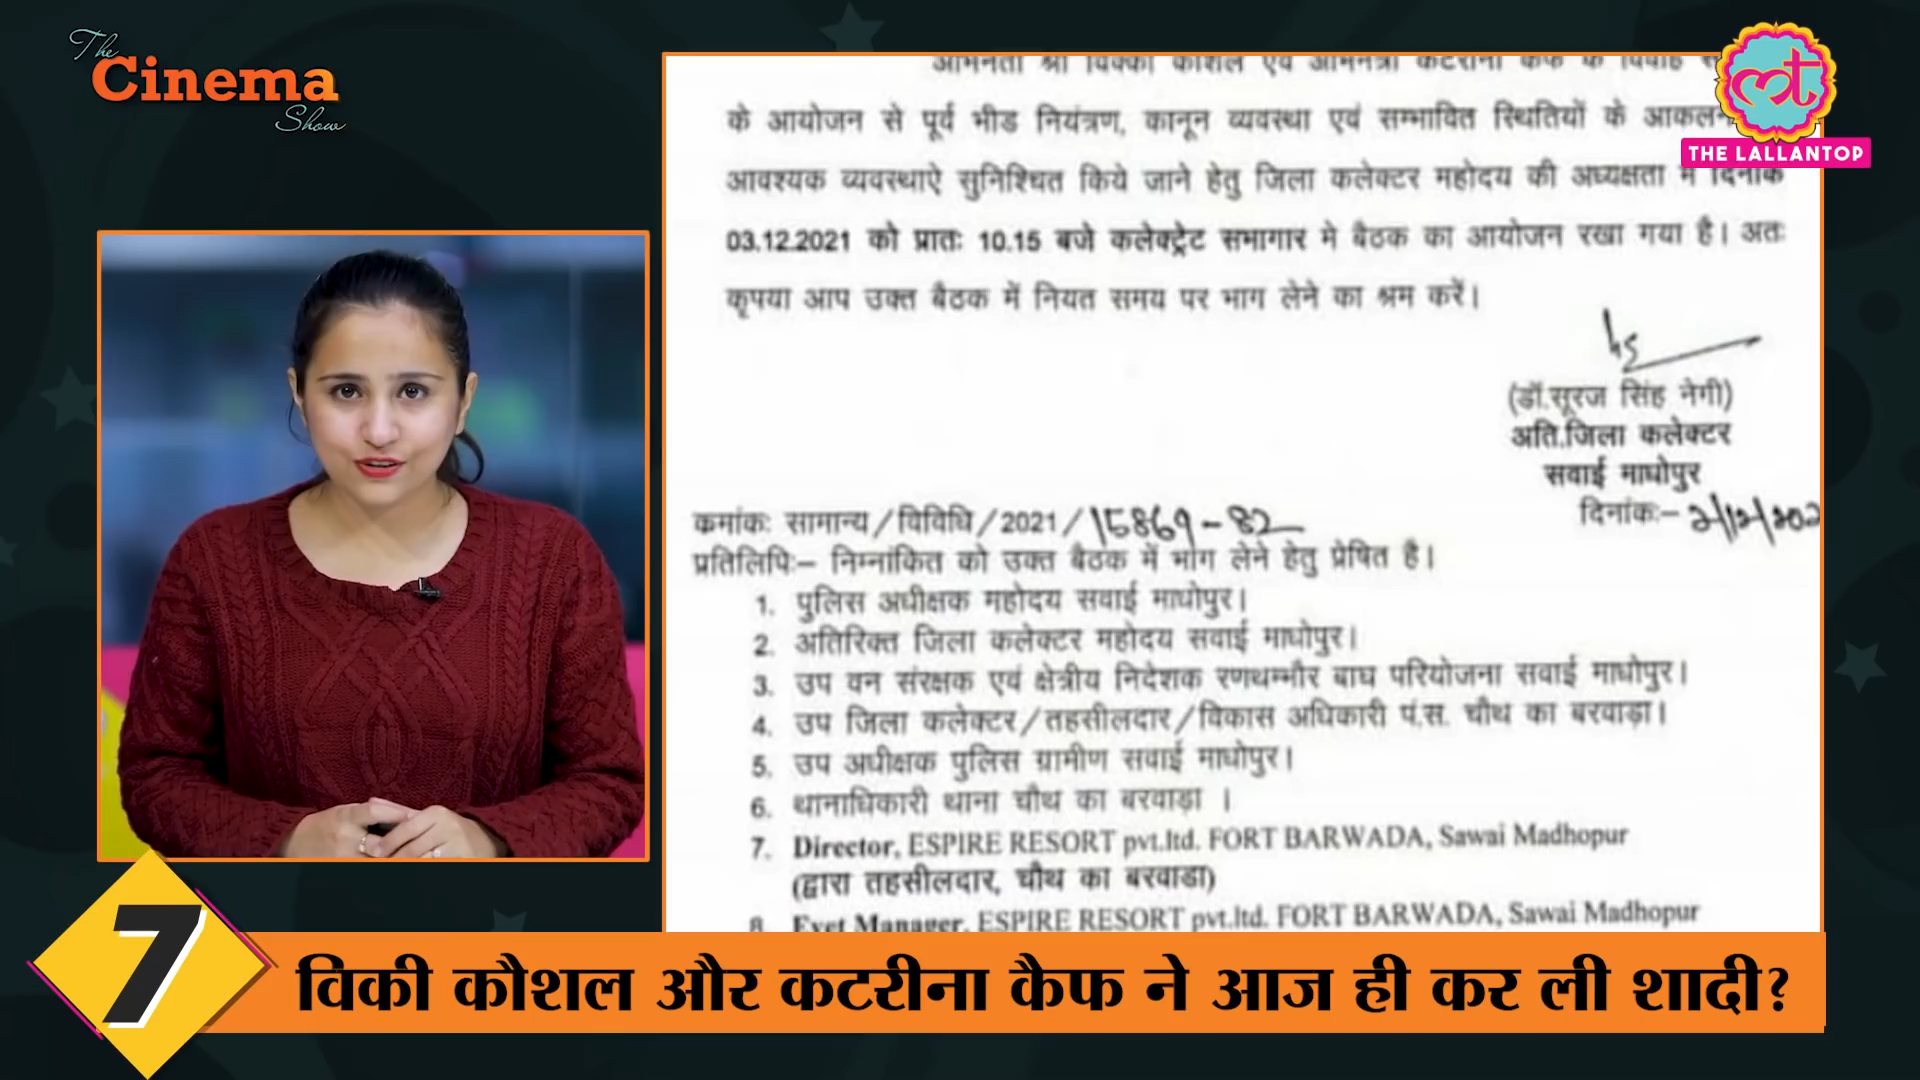 The
Cinema
Show
THE LALLANTOP
के आयोजन से पूर्व भीड नियंत्रण, कानून व्यवस्था एवं सम्भावित स्थितियों के
आवश्यक व्यवस्थाऐ सुनिश्चित किये जाने हेतु जिला कलेक्टर महोदय की अध्यक्षता में दिनांक
03.12.2021 को प्रातः 10.15 बजे कलेक्ट्रेट सभागार मे बैठक का आयोजन रखा गया है। अतः
कृपया आप उक्त बैठक में नियत समय पर भाग लेने का श्रम करें।
(डॉ.सूरज सिंह नेगी)
अति.जिला कलेक्टर
सवाई माधोपुर
दिनांकः–
कमांकः सामान्य/विविधि/2021/15869-82
प्रतिलिपिः– निम्नांकित को उक्त बैठक में भाग लेने हेतु प्रेषित है।
1. पुलिस अधीक्षक महोदय सवाई माधोपुर।
2. अतिरिक्त जिला कलेक्टर महोदय सवाई माधोपुर।
3. उप वन संरक्षक एवं क्षेत्रीय निदेशक रणथम्भौर बाघ परियोजना सवाई माधोपुर।
4. उप जिला कलेक्टर/तहसीलदार/विकास अधिकारी पं.स. चौथ का बरवाड़ा।
5. उप अधीक्षक पुलिस ग्रामीण सवाई माधोपुर।
6. थानाधिकारी थाना चौथ का बरवाड़ा ।
7. Director, ESPIRE RESORT pvt.ltd. FORT BARWADA, Sawai Madhopur
(द्वारा तहसीलदार, चौथ का बरवाडा)
8. Evet Manager, ESPIRE RESORT pvt.ltd. FORT BARWADA, Sawai Madhopur
7
विकी कौशल और कटरीना कैफ ने आज ही कर ली शादी?